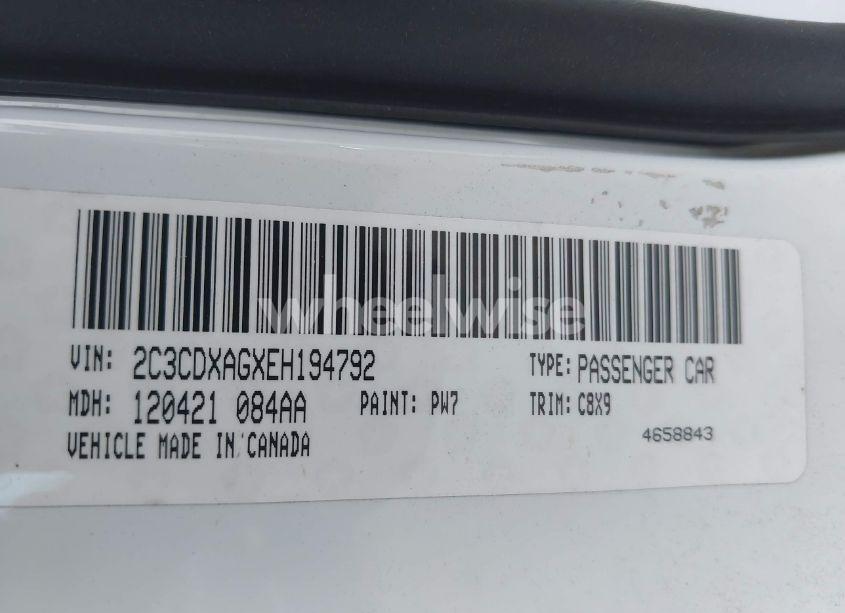 wheelwise
VIN: 2C3CDXAGXEH194792 TYPE: PASSENGER CAR
MDH: 120421 084AA PAINT: PW7 TRIM: C8X9
VEHICLE MADE IN CANADA 4658843